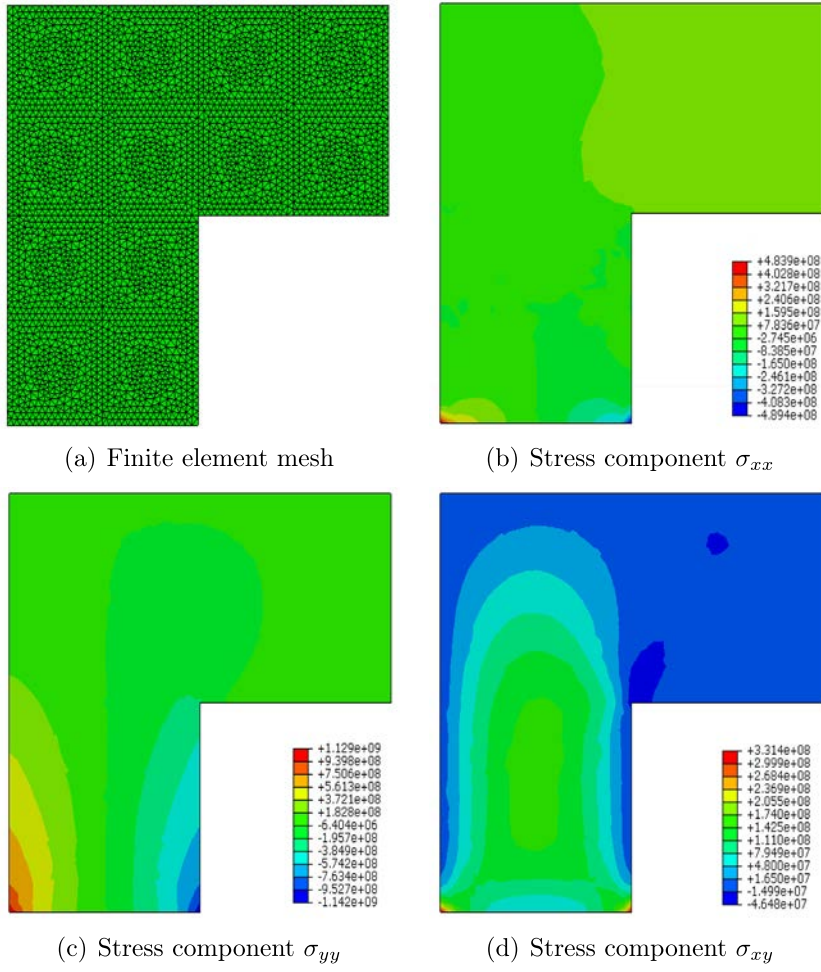 +4.839e+08
+4.028e+08
+3.217e+08
+2.406e+08
+1.595e+08
+7.836e+07
-2.745e+06
-8.385e+07
-1.650e+08
-2.461e+08
-3.272e+08
-4.083e+08
-4.894e+08
(a) Finite element mesh
(b) Stress component σxx
+1.129e+09
+9.398e+08
+7.506e+08
+5.613e+08
+3.721e+08
+1.828e+08
-6.404e+06
-1.957e+08
-3.849e+08
-5.742e+08
-7.634e+08
-9.527e+08
-1.142e+09
+3.314e+08
+2.999e+08
+2.684e+08
+2.369e+08
+2.055e+08
+1.740e+08
+1.425e+08
+1.110e+08
+7.949e+07
+4.800e+07
+1.650e+07
-1.499e+07
-4.648e+07
(c) Stress component σyy
(d) Stress component σxy